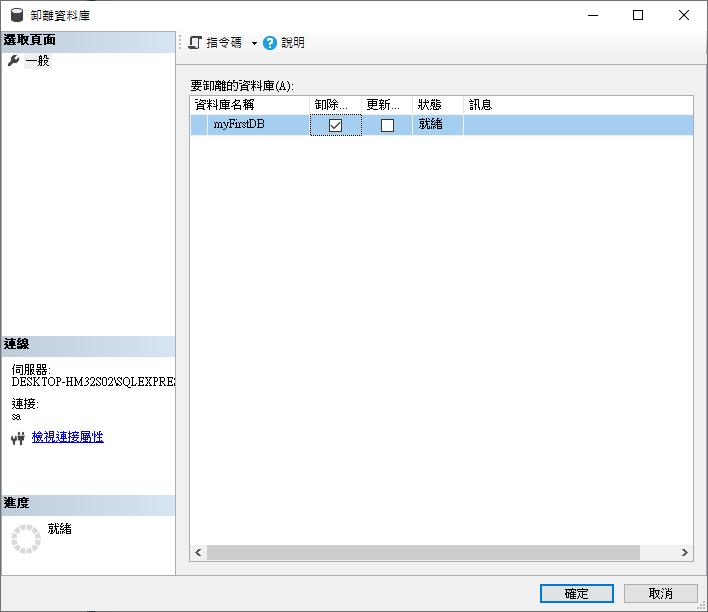 卸離資料庫
選取頁面
一般
指令碼
說明
要卸離的資料庫(A):
資料庫名稱 卸除... 更新... 狀態 訊息
myFirstDB 就緒
連線
伺服器:
DESKTOP-HM32S02\SQLEXPRES
連接:
sa
檢視連接屬性
進度
就緒
確定 取消